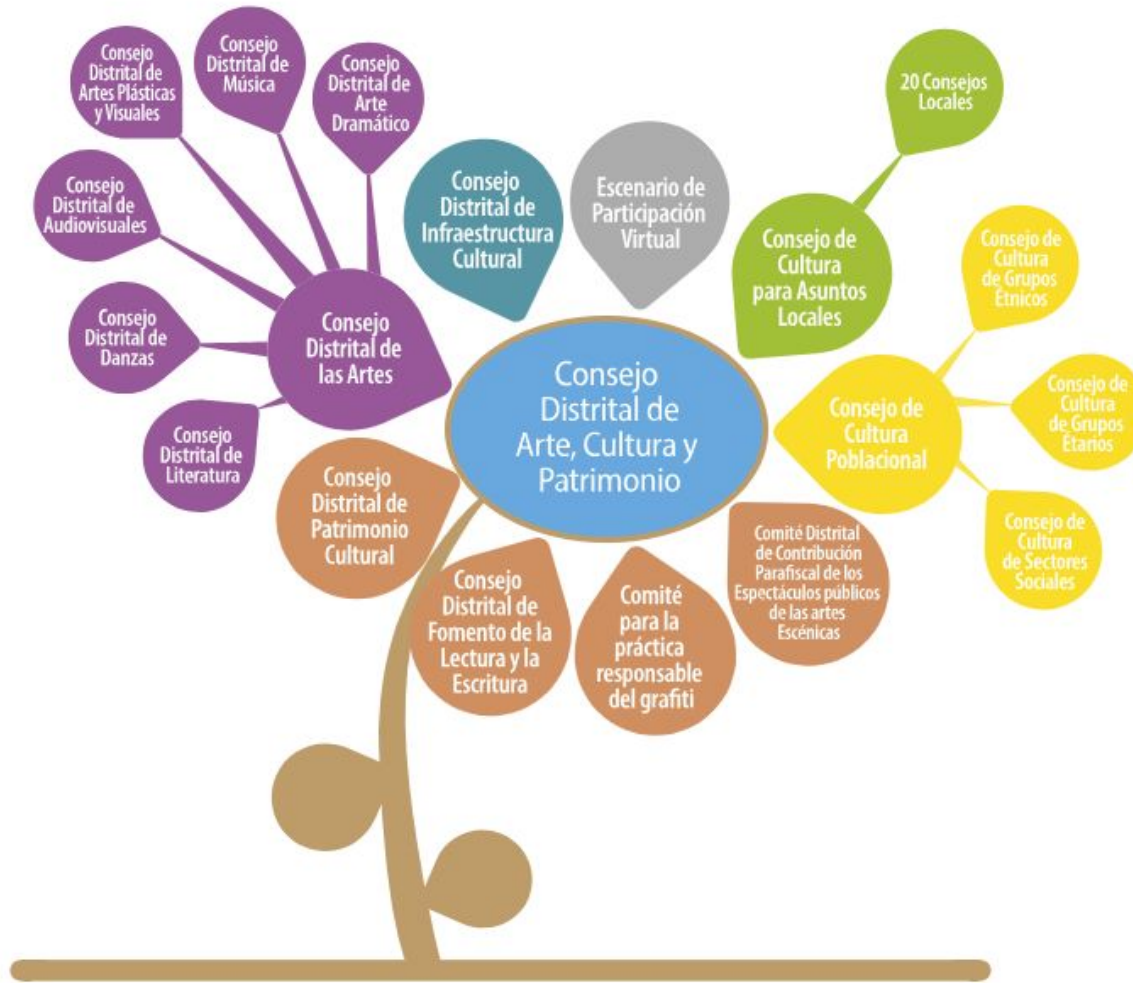 Consejo
Distrital de
Artes Plásticas
y Visuales
Consejo
Distrital de
Música
Consejo
Distrital de
Arte
Dramático
20 Consejos
Locales
Consejo
Distrital de
Infraestructura
Cultural
Escenario de
Participación
Virtual
Consejo
Distrital de
Audiovisuales
Consejo de
Cultura
para Asuntos
Locales
Consejo de
Cultura
de Grupos
Étnicos
Consejo
Distrital de
Danzas
Consejo
Distrital de
las Artes
Consejo
Distrital de
Arte, Cultura y
Patrimonio
Consejo de
Cultura
Poblacional
Consejo de
Cultura
de Grupos
Etarios
Consejo
Distrital de
Literatura
Consejo
Distrital de
Patrimonio
Cultural
Consejo de
Cultura
de Sectores
Sociales
Consejo
Distrital de
Fomento de la
Lectura y la
Escritura
Comité
para la
práctica
responsable
del grafiti
Comité Distrital
de Contribución
Parafiscal de los
Espectáculos públicos
de las artes
Escénicas